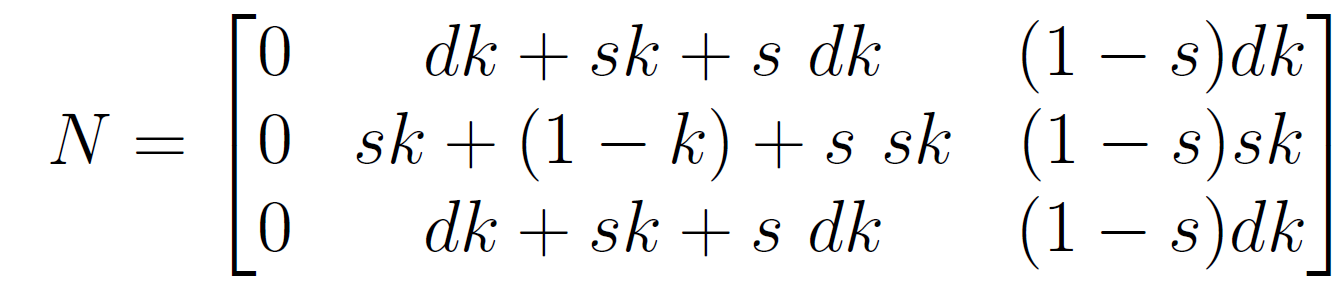 0 dk + sk + s dk (1 − s)dk
N = 0 sk + (1 − k) + s sk (1 − s)sk
0 dk + sk + s dk (1 − s)dk